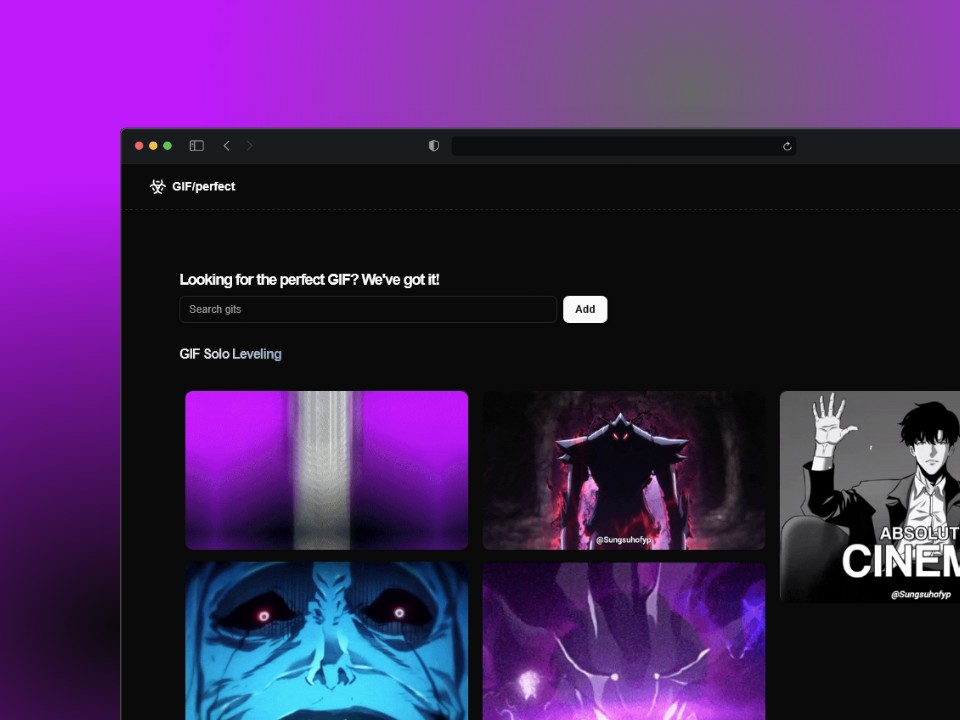 GIF/perfect
Looking for the perfect GIF? We've got it!
Search gits
Add
GIF Solo Leveling
@Sungsuhofyp
ABSOLUT
CINEM
@Sungsuhofyp